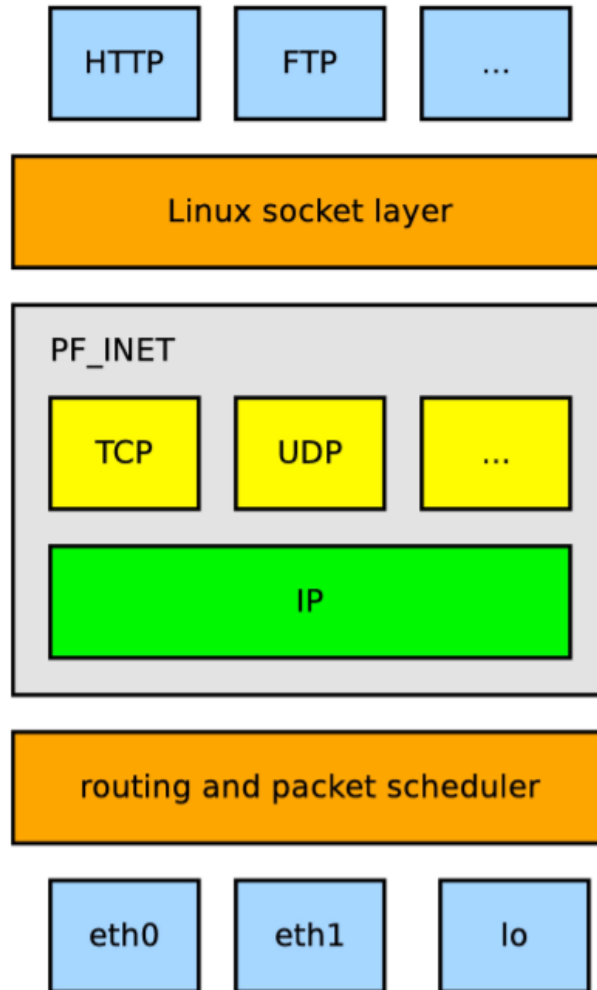 HTTP
FTP
...
Linux socket layer
PF_INET
TCP
UDP
...
IP
routing and packet scheduler
eth0
eth1
lo